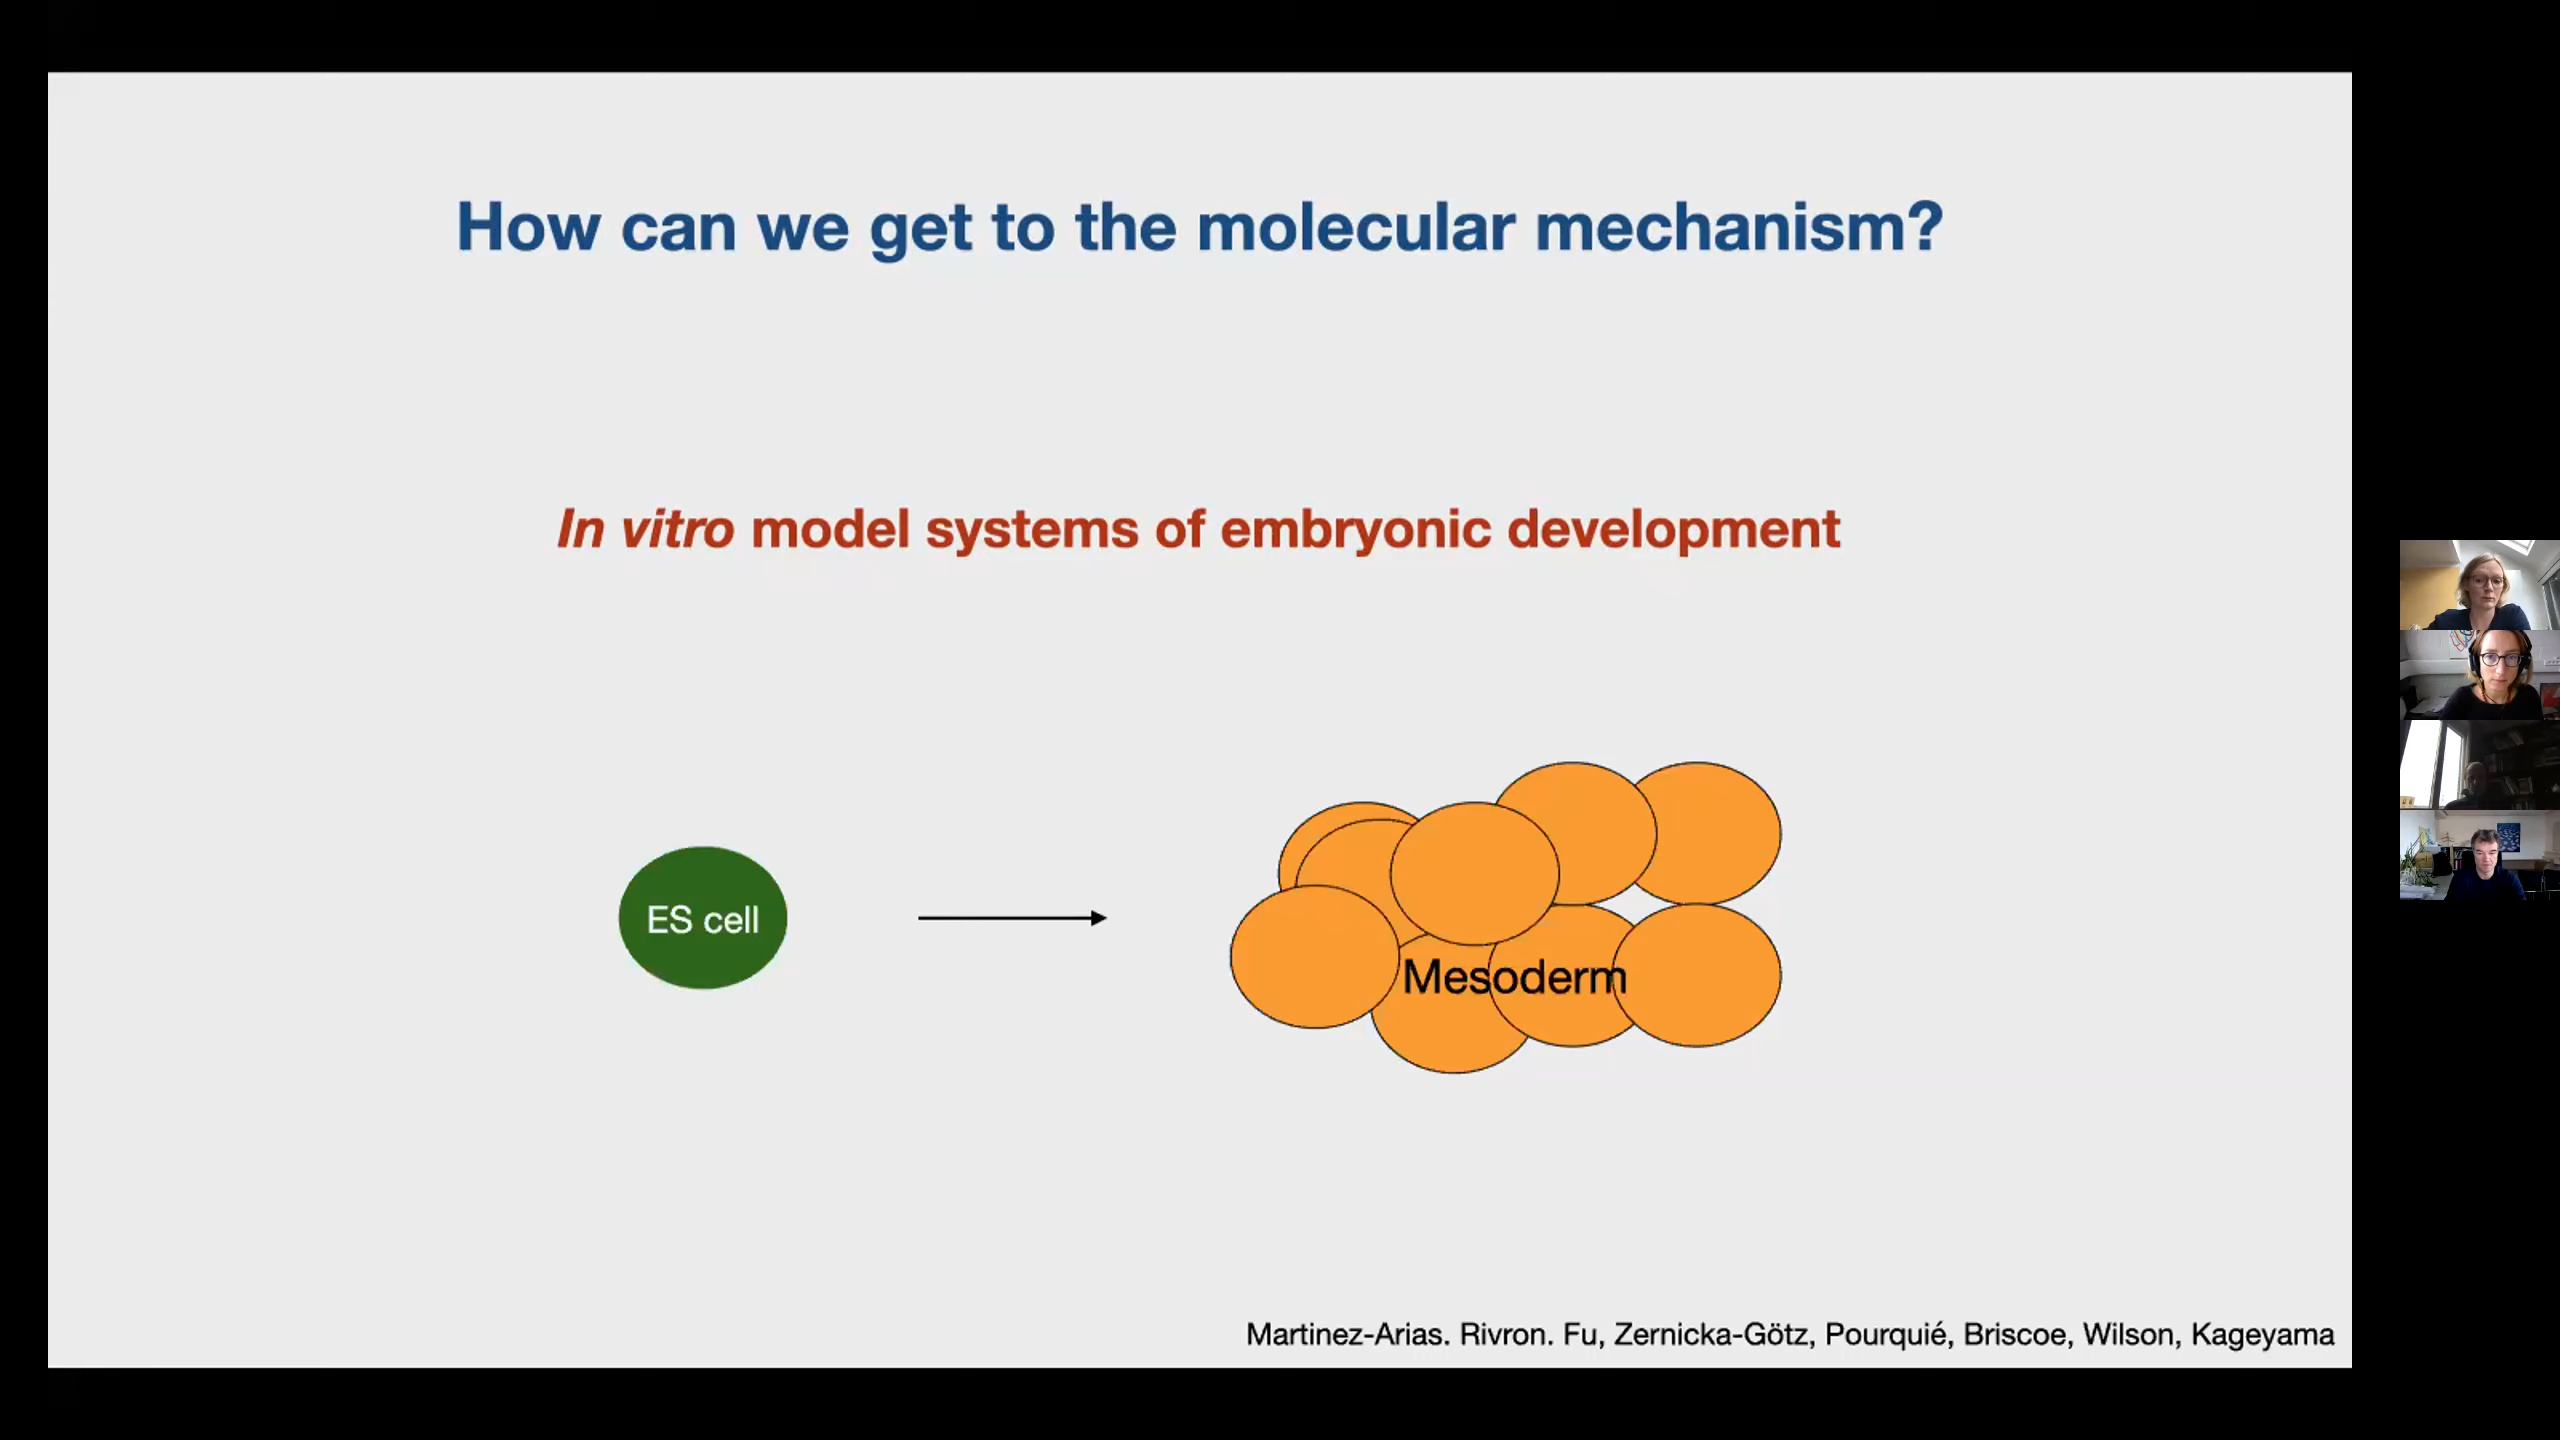 How can we get to the molecular mechanism?
In vitro model systems of embryonic development
ES cell
Mesoderm
Martinez-Arias. Rivron. Fu, Zernicka-Götz, Pourquié, Briscoe, Wilson, Kageyama